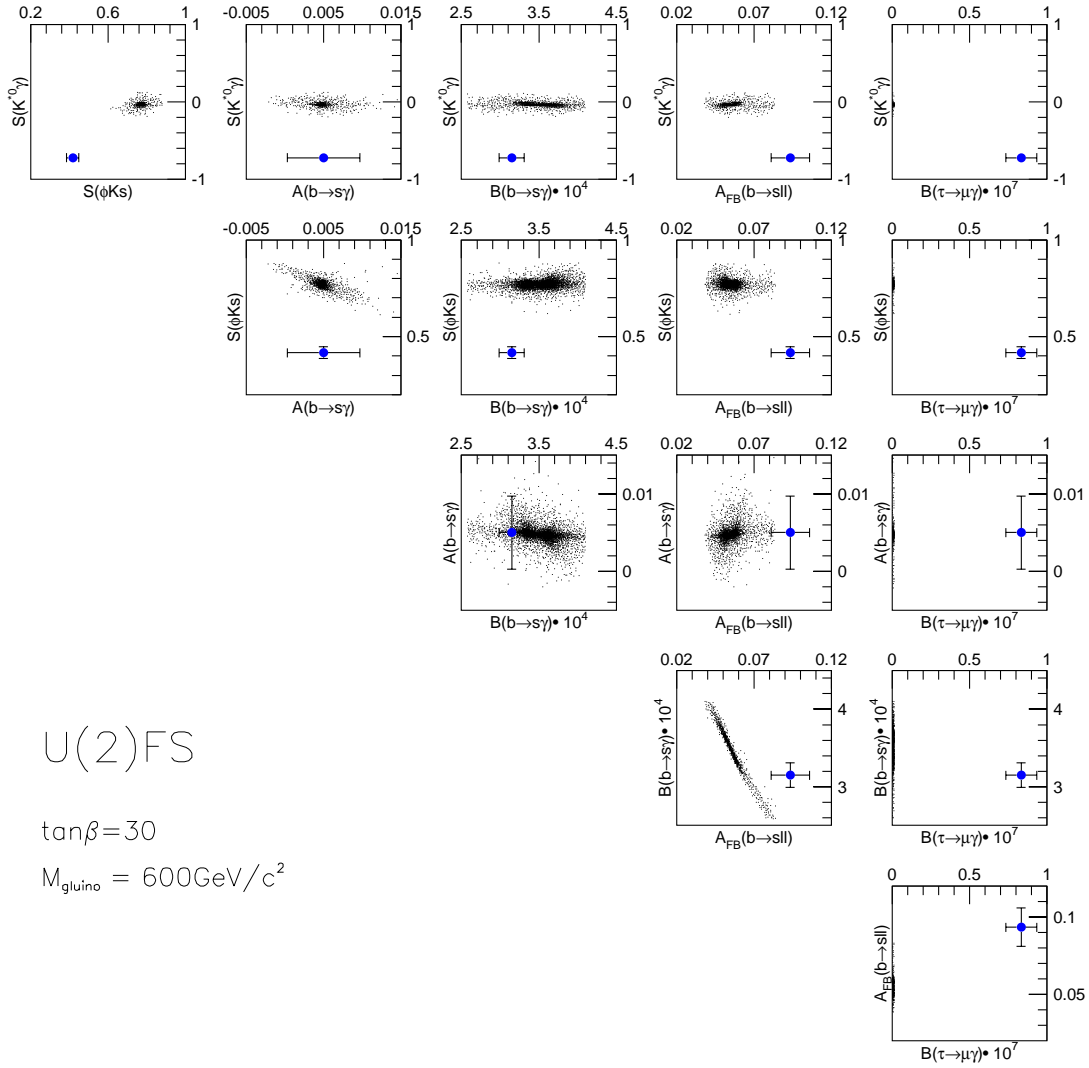 0.2 0.6 1 -0.005 0.005 0.015 2.5 3.5 4.5 0.02 0.07 0.12 0 0.5 1
S(K*⁰γ) 1 0 -1 S(K*⁰γ) 1 0 -1 S(K*⁰γ) 1 0 -1 S(K*⁰γ) 1 0 -1 S(K*⁰γ) 1 0 -1
S(ϕKs) A(b→sγ) B(b→sγ)• 10⁴ A_FB(b→sll) B(τ→μγ)• 10⁷
-0.005 0.005 0.015 2.5 3.5 4.5 0.02 0.07 0.12 0 0.5 1
S(ϕKs) 1 0.5 S(ϕKs) 1 0.5 S(ϕKs) 1 0.5 S(ϕKs) 1 0.5
A(b→sγ) B(b→sγ)• 10⁴ A_FB(b→sll) B(τ→μγ)• 10⁷
2.5 3.5 4.5 0.02 0.07 0.12 0 0.5 1
A(b→sγ) 0.01 0 A(b→sγ) 0.01 0 A(b→sγ) 0.01 0
B(b→sγ)• 10⁴ A_FB(b→sll) B(τ→μγ)• 10⁷
0.02 0.07 0.12 0 0.5 1
B(b→sγ)• 10⁴ 4 3 B(b→sγ)• 10⁴ 4 3
A_FB(b→sll) B(τ→μγ)• 10⁷
U(2)FS
tanβ=30
M_gluino = 600GeV/c²
0 0.5 1
A_FB(b→sll) 0.1 0.05
B(τ→μγ)• 10⁷